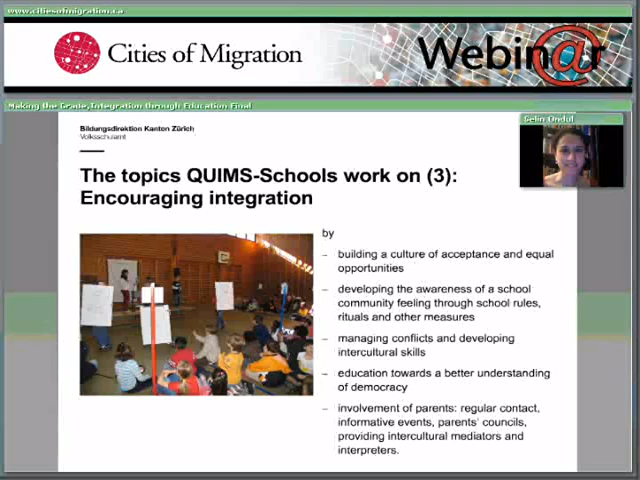 www.citiesofmigration.ca
Cities of Migration
Webin@r
Making the Grade,Integration through Education Final
Selin Ondul
Bildungsdirektion Kanton Zürich
Volksschulamt
The topics QUIMS-Schools work on (3):
Encouraging integration
by
– building a culture of acceptance and equal
opportunities
– developing the awareness of a school
community feeling through school rules,
rituals and other measures
– managing conflicts and developing
intercultural skills
– education towards a better understanding
of democracy
– involvement of parents: regular contact,
informative events, parents' councils,
providing intercultural mediators and
interpreters.